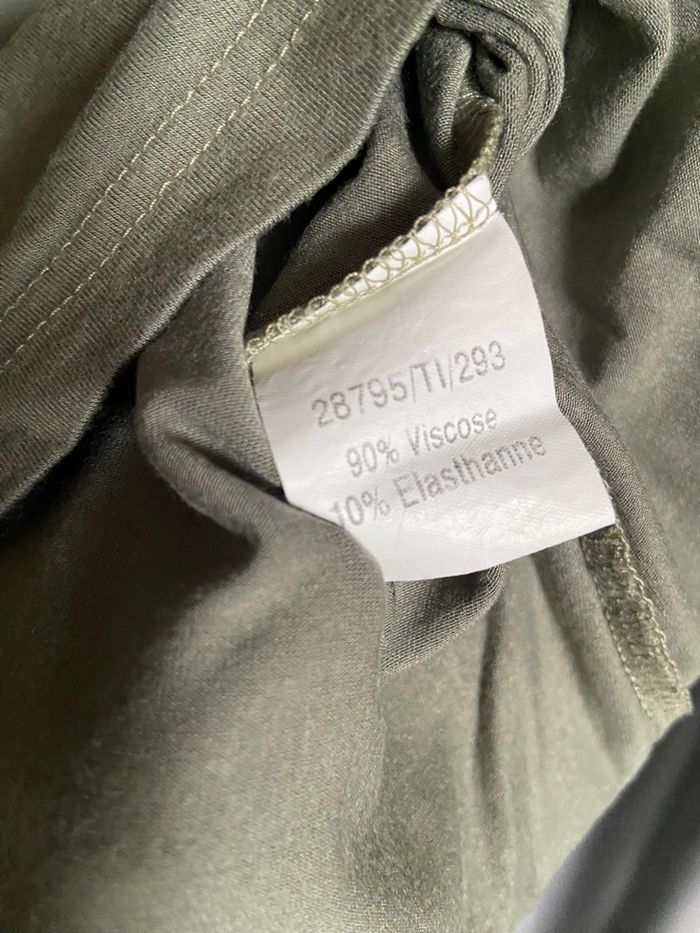 28795/TI/293
90% Viscose
10% Elasthanne